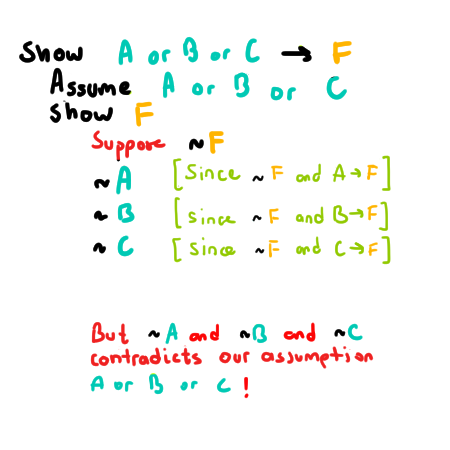 Show A or B or C → F
Assume A or B or C
show F
Suppose ~F
~A [Since ~F and A→F]
~B [since ~F and B→F]
~C [since ~F and C→F]
But ~A and ~B and ~C
contradicts our assumption
A or B or C !